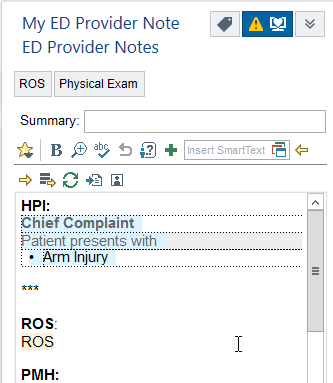 My ED Provider Note
ED Provider Notes
ROS Physical Exam
Summary:
B abc Insert SmartText
HPI:
Chief Complaint
Patient presents with
• Arm Injury
***
ROS:
ROS
PMH: